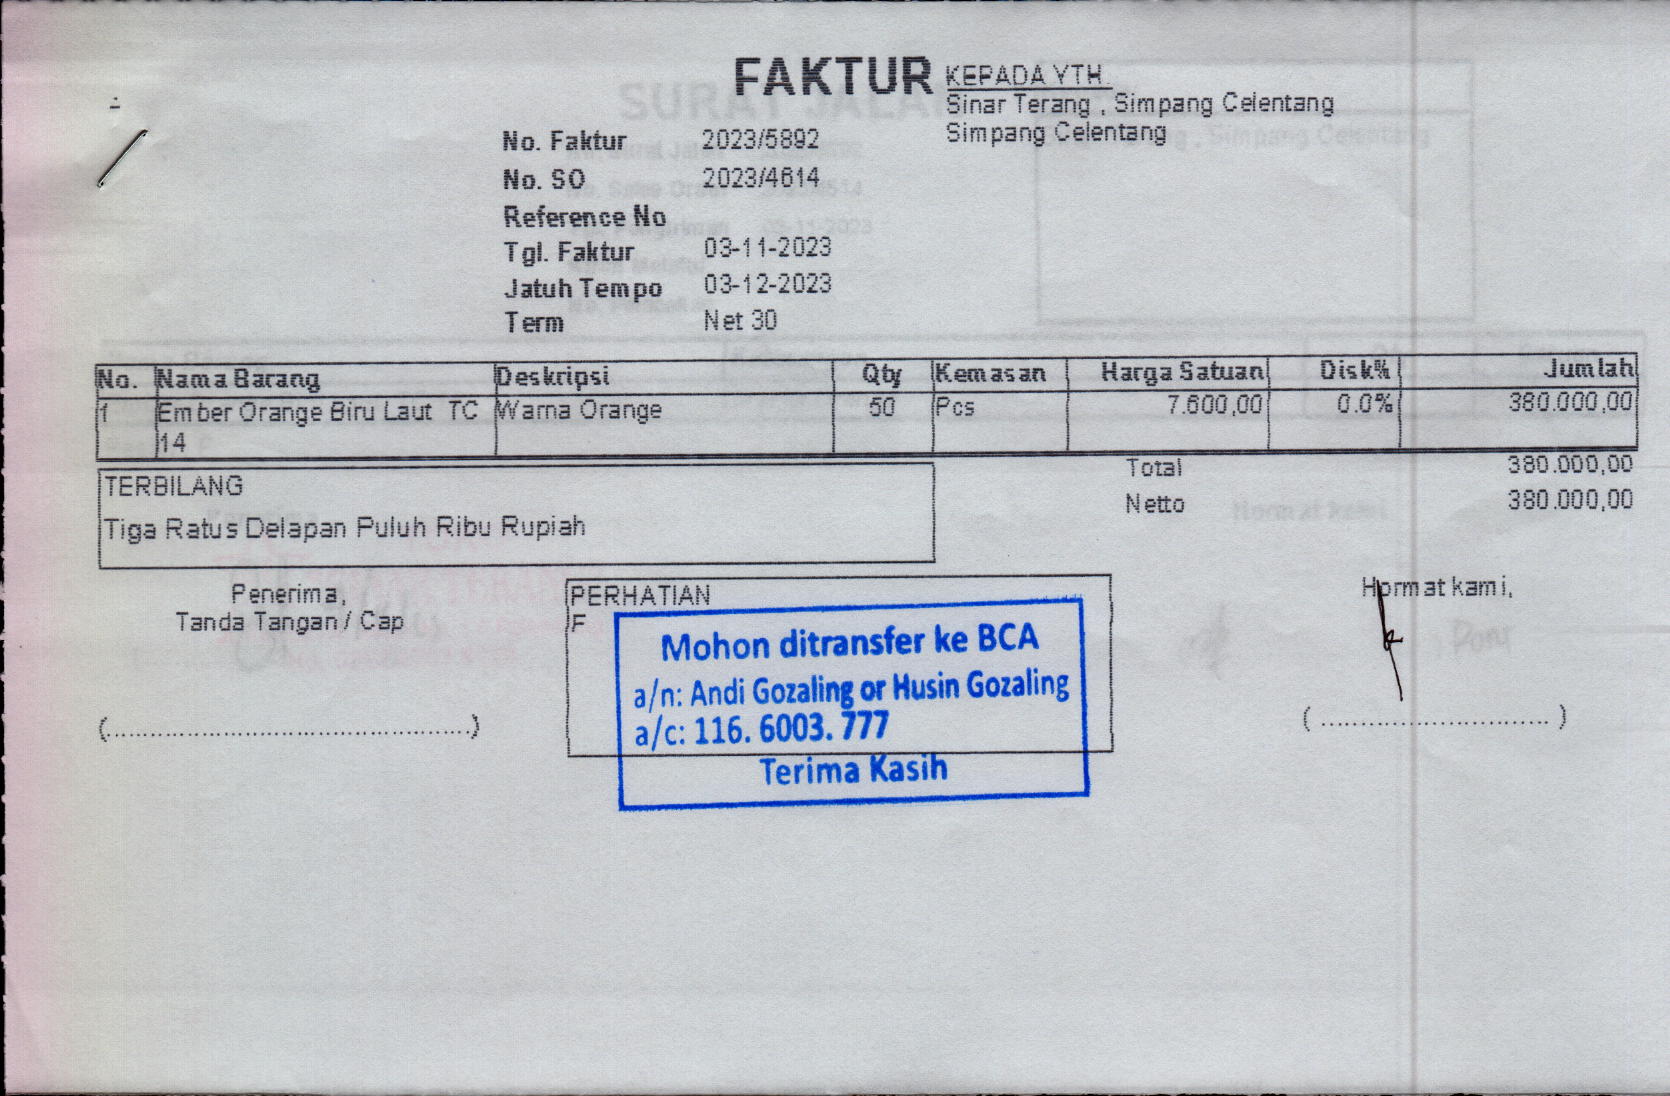 FAKTUR
KEPADA YTH.
Sinar Terang , Simpang Celentang
Simpang Celentang
No. Faktur 2023/5892
No. SO 2023/4614
Reference No
Tgl. Faktur 03-11-2023
Jatuh Tempo 03-12-2023
Term Net 30
No. Nama Barang Deskripsi Qty Kemasan Harga Satuan Disk% Jumlah
1 Ember Orange Biru Laut TC Warna Orange 50 Pcs 7.600,00 0.0% 380.000,00
14
Total 380.000,00
Netto 380.000,00
TERBILANG
Tiga Ratus Delapan Puluh Ribu Rupiah
Penerima,
Tanda Tangan / Cap
PERHATIAN
F
Mohon ditransfer ke BCA
a/n: Andi Gozaling or Husin Gozaling
a/c: 116. 6003. 777
Terima Kasih
Hormat kami,